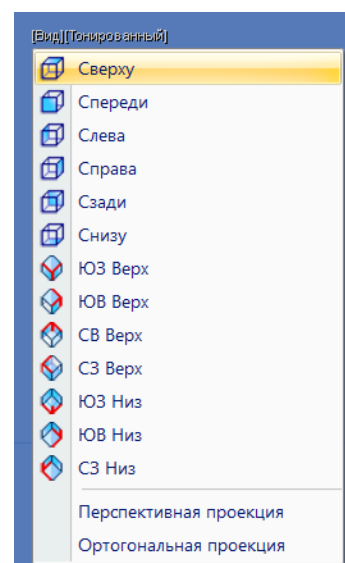 [Вид][Тонированный]
Сверху
Спереди
Слева
Справа
Сзади
Снизу
ЮЗ Верх
ЮВ Верх
СВ Верх
СЗ Верх
ЮЗ Низ
ЮВ Низ
СЗ Низ
Перспективная проекция
Ортогональная проекция